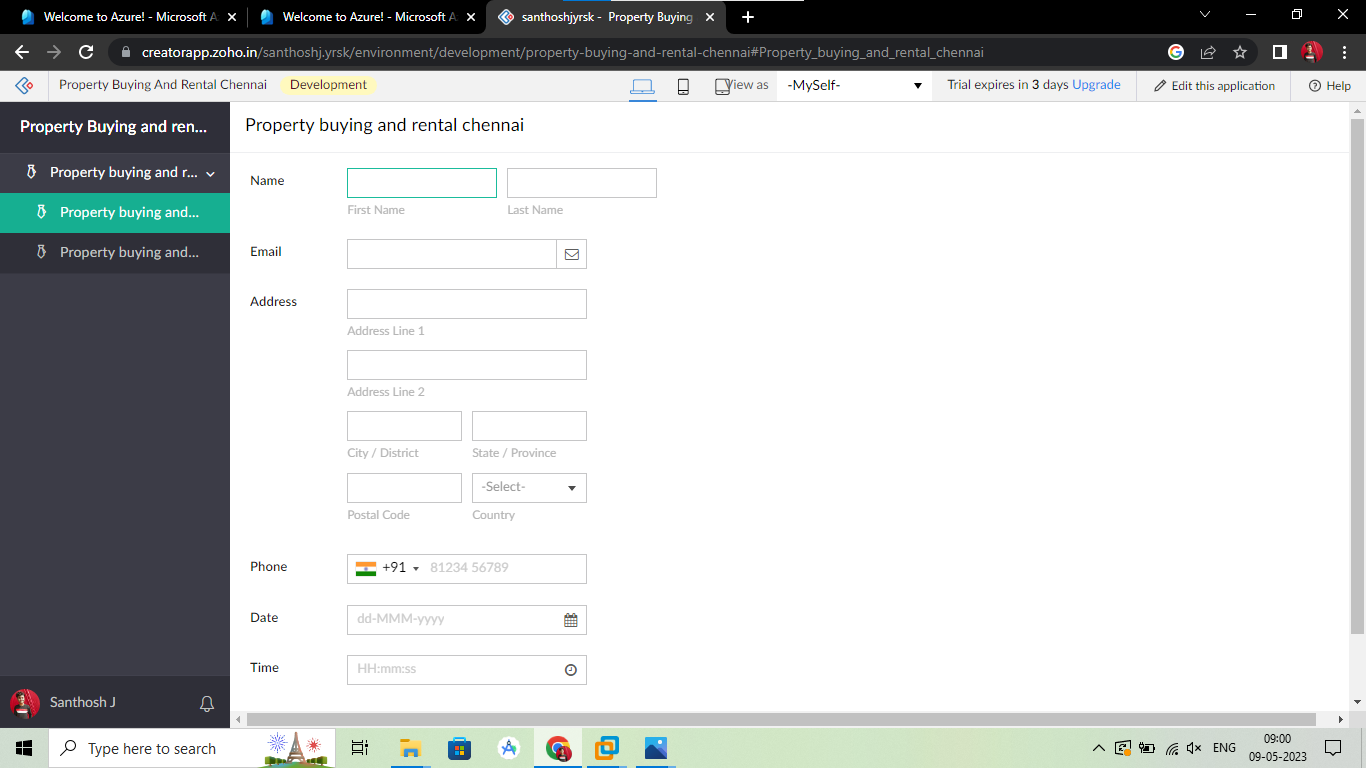 Welcome to Azure! - Microsoft A
Welcome to Azure! - Microsoft A
santhoshjyrsk - Property Buying
creatorapp.zoho.in/santhoshj.yrsk/environment/development/property-buying-and-rental-chennai#Property_buying_and_rental_chennai
Property Buying And Rental Chennai
Development
View as
-MySelf-
Trial expires in 3 days Upgrade
Edit this application
Help
Property Buying and ren...
Property buying and r...
Property buying and...
Property buying and...
Property buying and rental chennai
Name
First Name
Last Name
Email
Address
Address Line 1
Address Line 2
City / District
State / Province
-Select-
Postal Code
Country
Phone
+91
81234 56789
Date
dd-MMM-yyyy
Time
HH:mm:ss
Santhosh J
Type here to search
ENG
09:00
09-05-2023